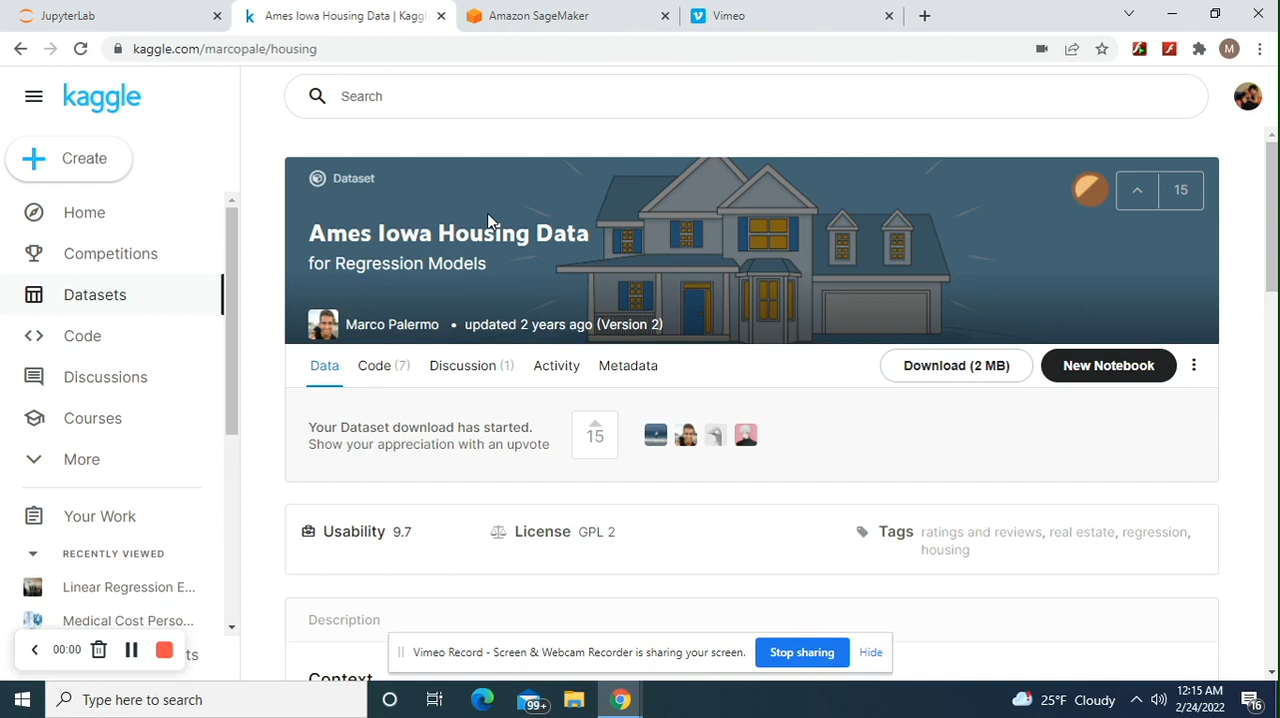 JupyterLab
Ames Iowa Housing Data | Kaggl
Amazon SageMaker
Vimeo
kaggle.com/marcopale/housing
M
kaggle
Search
Create
Home
Competitions
Datasets
Code
Discussions
Courses
More
Your Work
RECENTLY VIEWED
Linear Regression E...
Medical Cost Perso...
ts
00:00
Dataset
15
Ames Iowa Housing Data
for Regression Models
Marco Palermo • updated 2 years ago (Version 2)
Data Code (7) Discussion (1) Activity Metadata
Download (2 MB)
New Notebook
Your Dataset download has started.
Show your appreciation with an upvote
15
Usability 9.7
License GPL 2
Tags ratings and reviews, real estate, regression,
housing
Description
Context
Vimeo Record - Screen & Webcam Recorder is sharing your screen.
Stop sharing
Hide
Type here to search
99+
25°F Cloudy
12:15 AM
2/24/2022
16